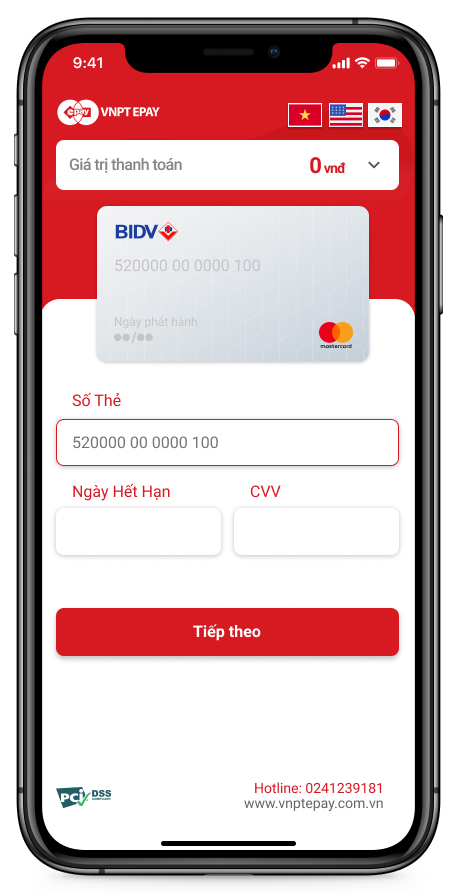 9:41
epay VNPT EPAY
Giá trị thanh toán 0 vnđ
BIDV
520000 00 0000 100
Ngày phát hành
●●/●●
mastercard
Số Thẻ
520000 00 0000 100
Ngày Hết Hạn CVV
Tiếp theo
PCI DSS
COMPLIANT
Hotline: 0241239181
www.vnptepay.com.vn